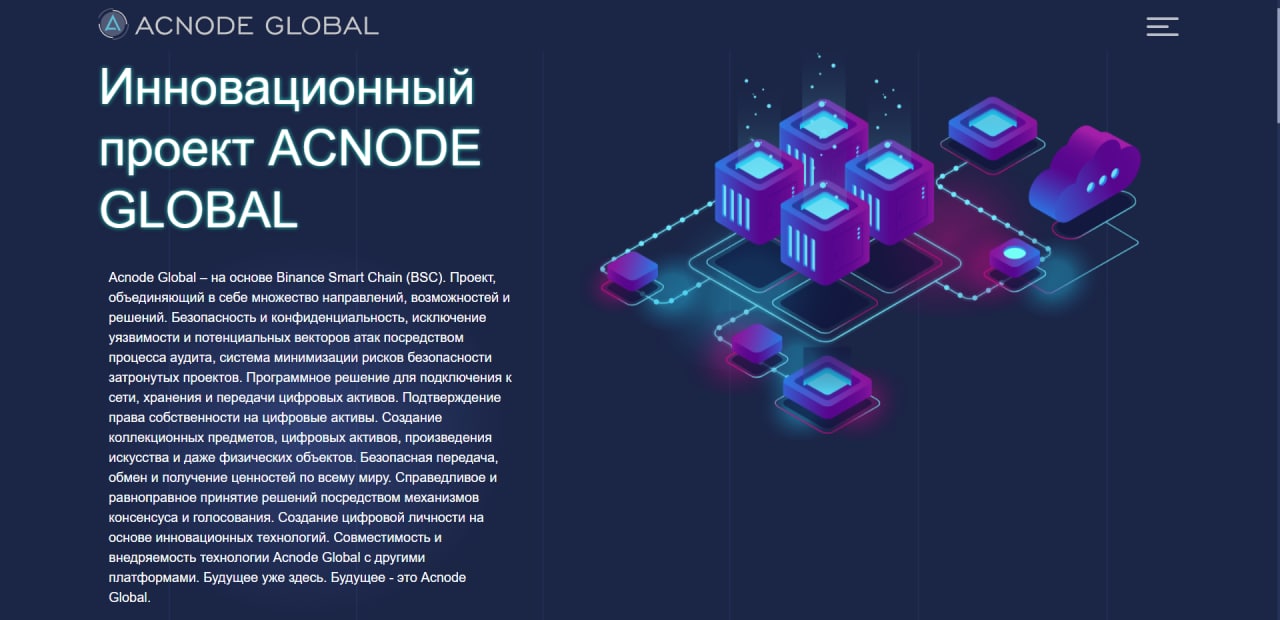 ACNODE GLOBAL
Инновационный
проект ACNODE
GLOBAL
Acnode Global – на основе Binance Smart Chain (BSC). Проект,
объединяющий в себе множество направлений, возможностей и
решений. Безопасность и конфиденциальность, исключение
уязвимости и потенциальных векторов атак посредством
процесса аудита, система минимизации рисков безопасности
затронутых проектов. Программное решение для подключения к
сети, хранения и передачи цифровых активов. Подтверждение
права собственности на цифровые активы. Создание
коллекционных предметов, цифровых активов, произведения
искусства и даже физических объектов. Безопасная передача,
обмен и получение ценностей по всему миру. Справедливое и
равноправное принятие решений посредством механизмов
консенсуса и голосования. Создание цифровой личности на
основе инновационных технологий. Совместимость и
внедряемость технологии Acnode Global с другими
платформами. Будущее уже здесь. Будущее - это Acnode
Global.